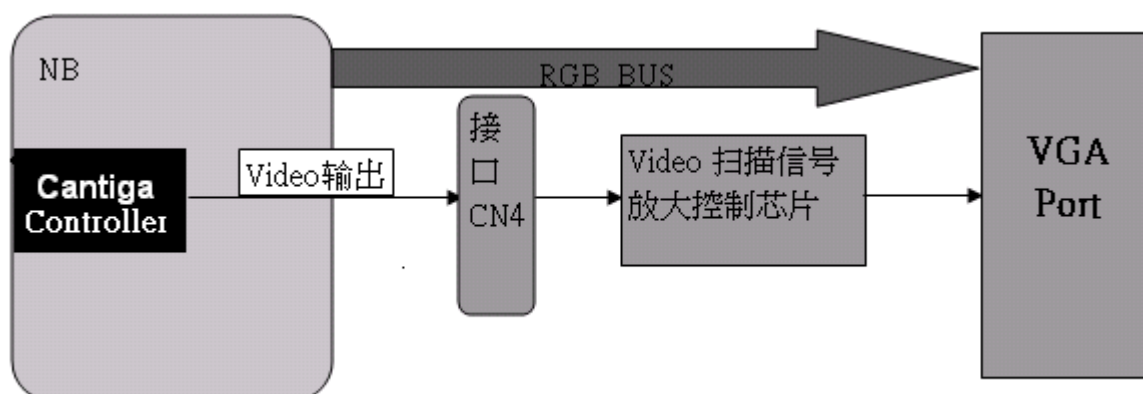 NB
RGB BUS
Cantiga
Controller
Video输出
接
口
CN4
Video 扫描信号
放大控制芯片
VGA
Port